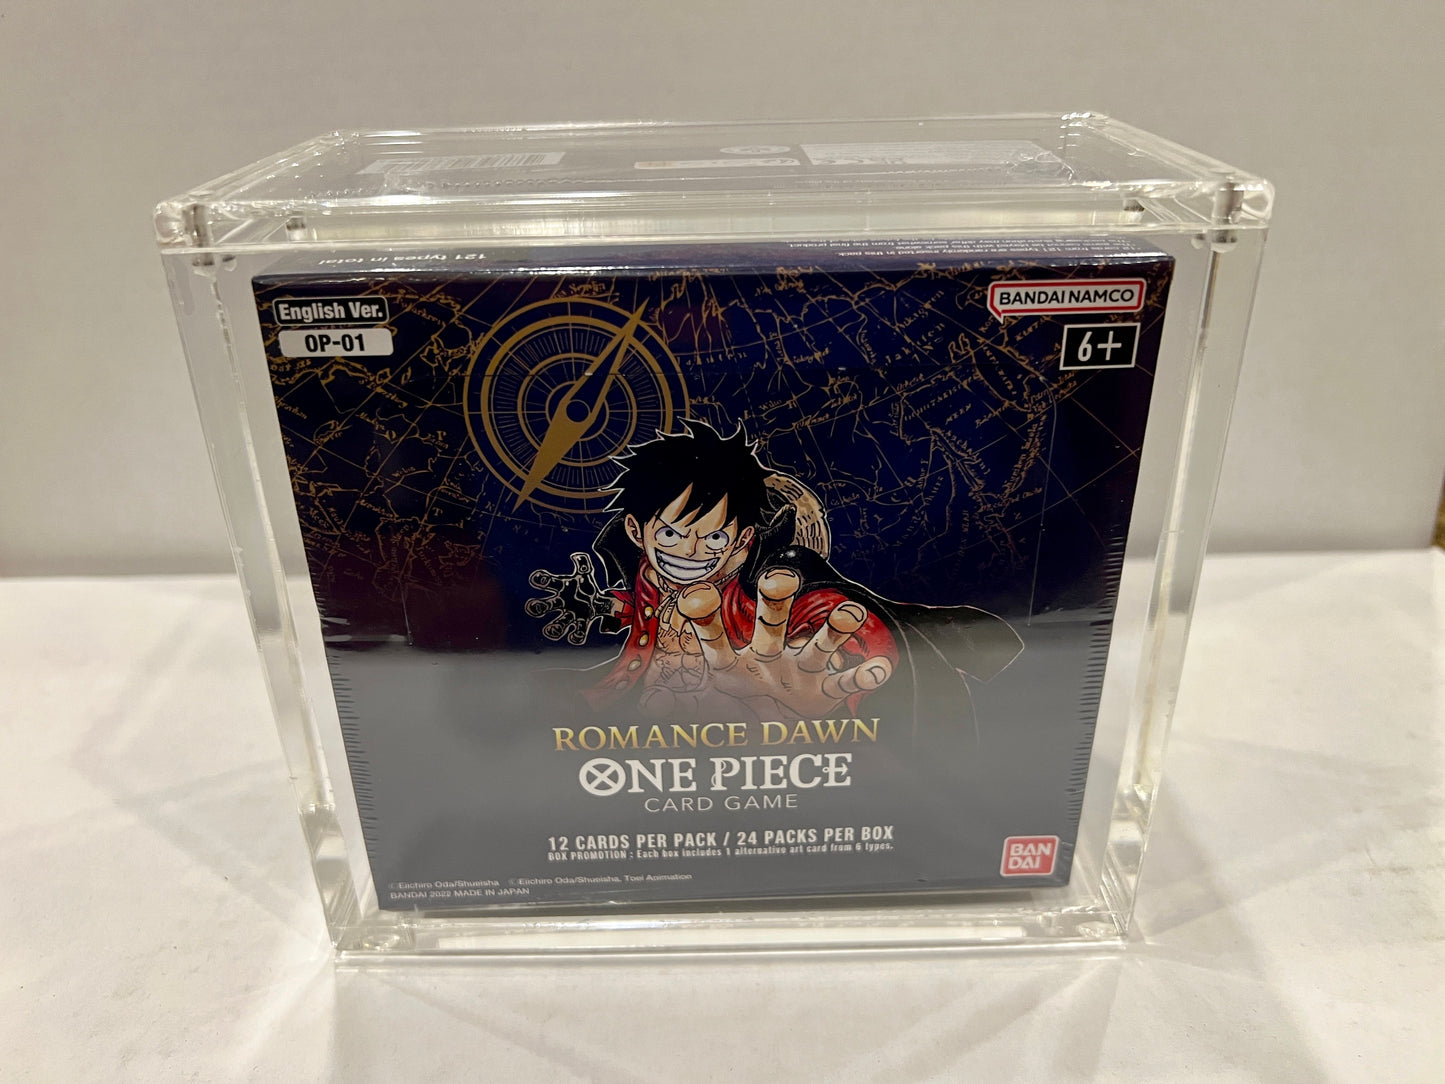 121 types in total
English Ver.
OP-01
BANDAI NAMCO
6+
ROMANCE DAWN
ONE PIECE
CARD GAME
12 CARDS PER PACK / 24 PACKS PER BOX
BOX PROMOTION : Each box includes 1 alternative art card from 6 types.
©Eiichiro Oda/Shueisha ©Eiichiro Oda/Shueisha, Toei Animation
BANDAI 2022 MADE IN JAPAN
BAN
DAI